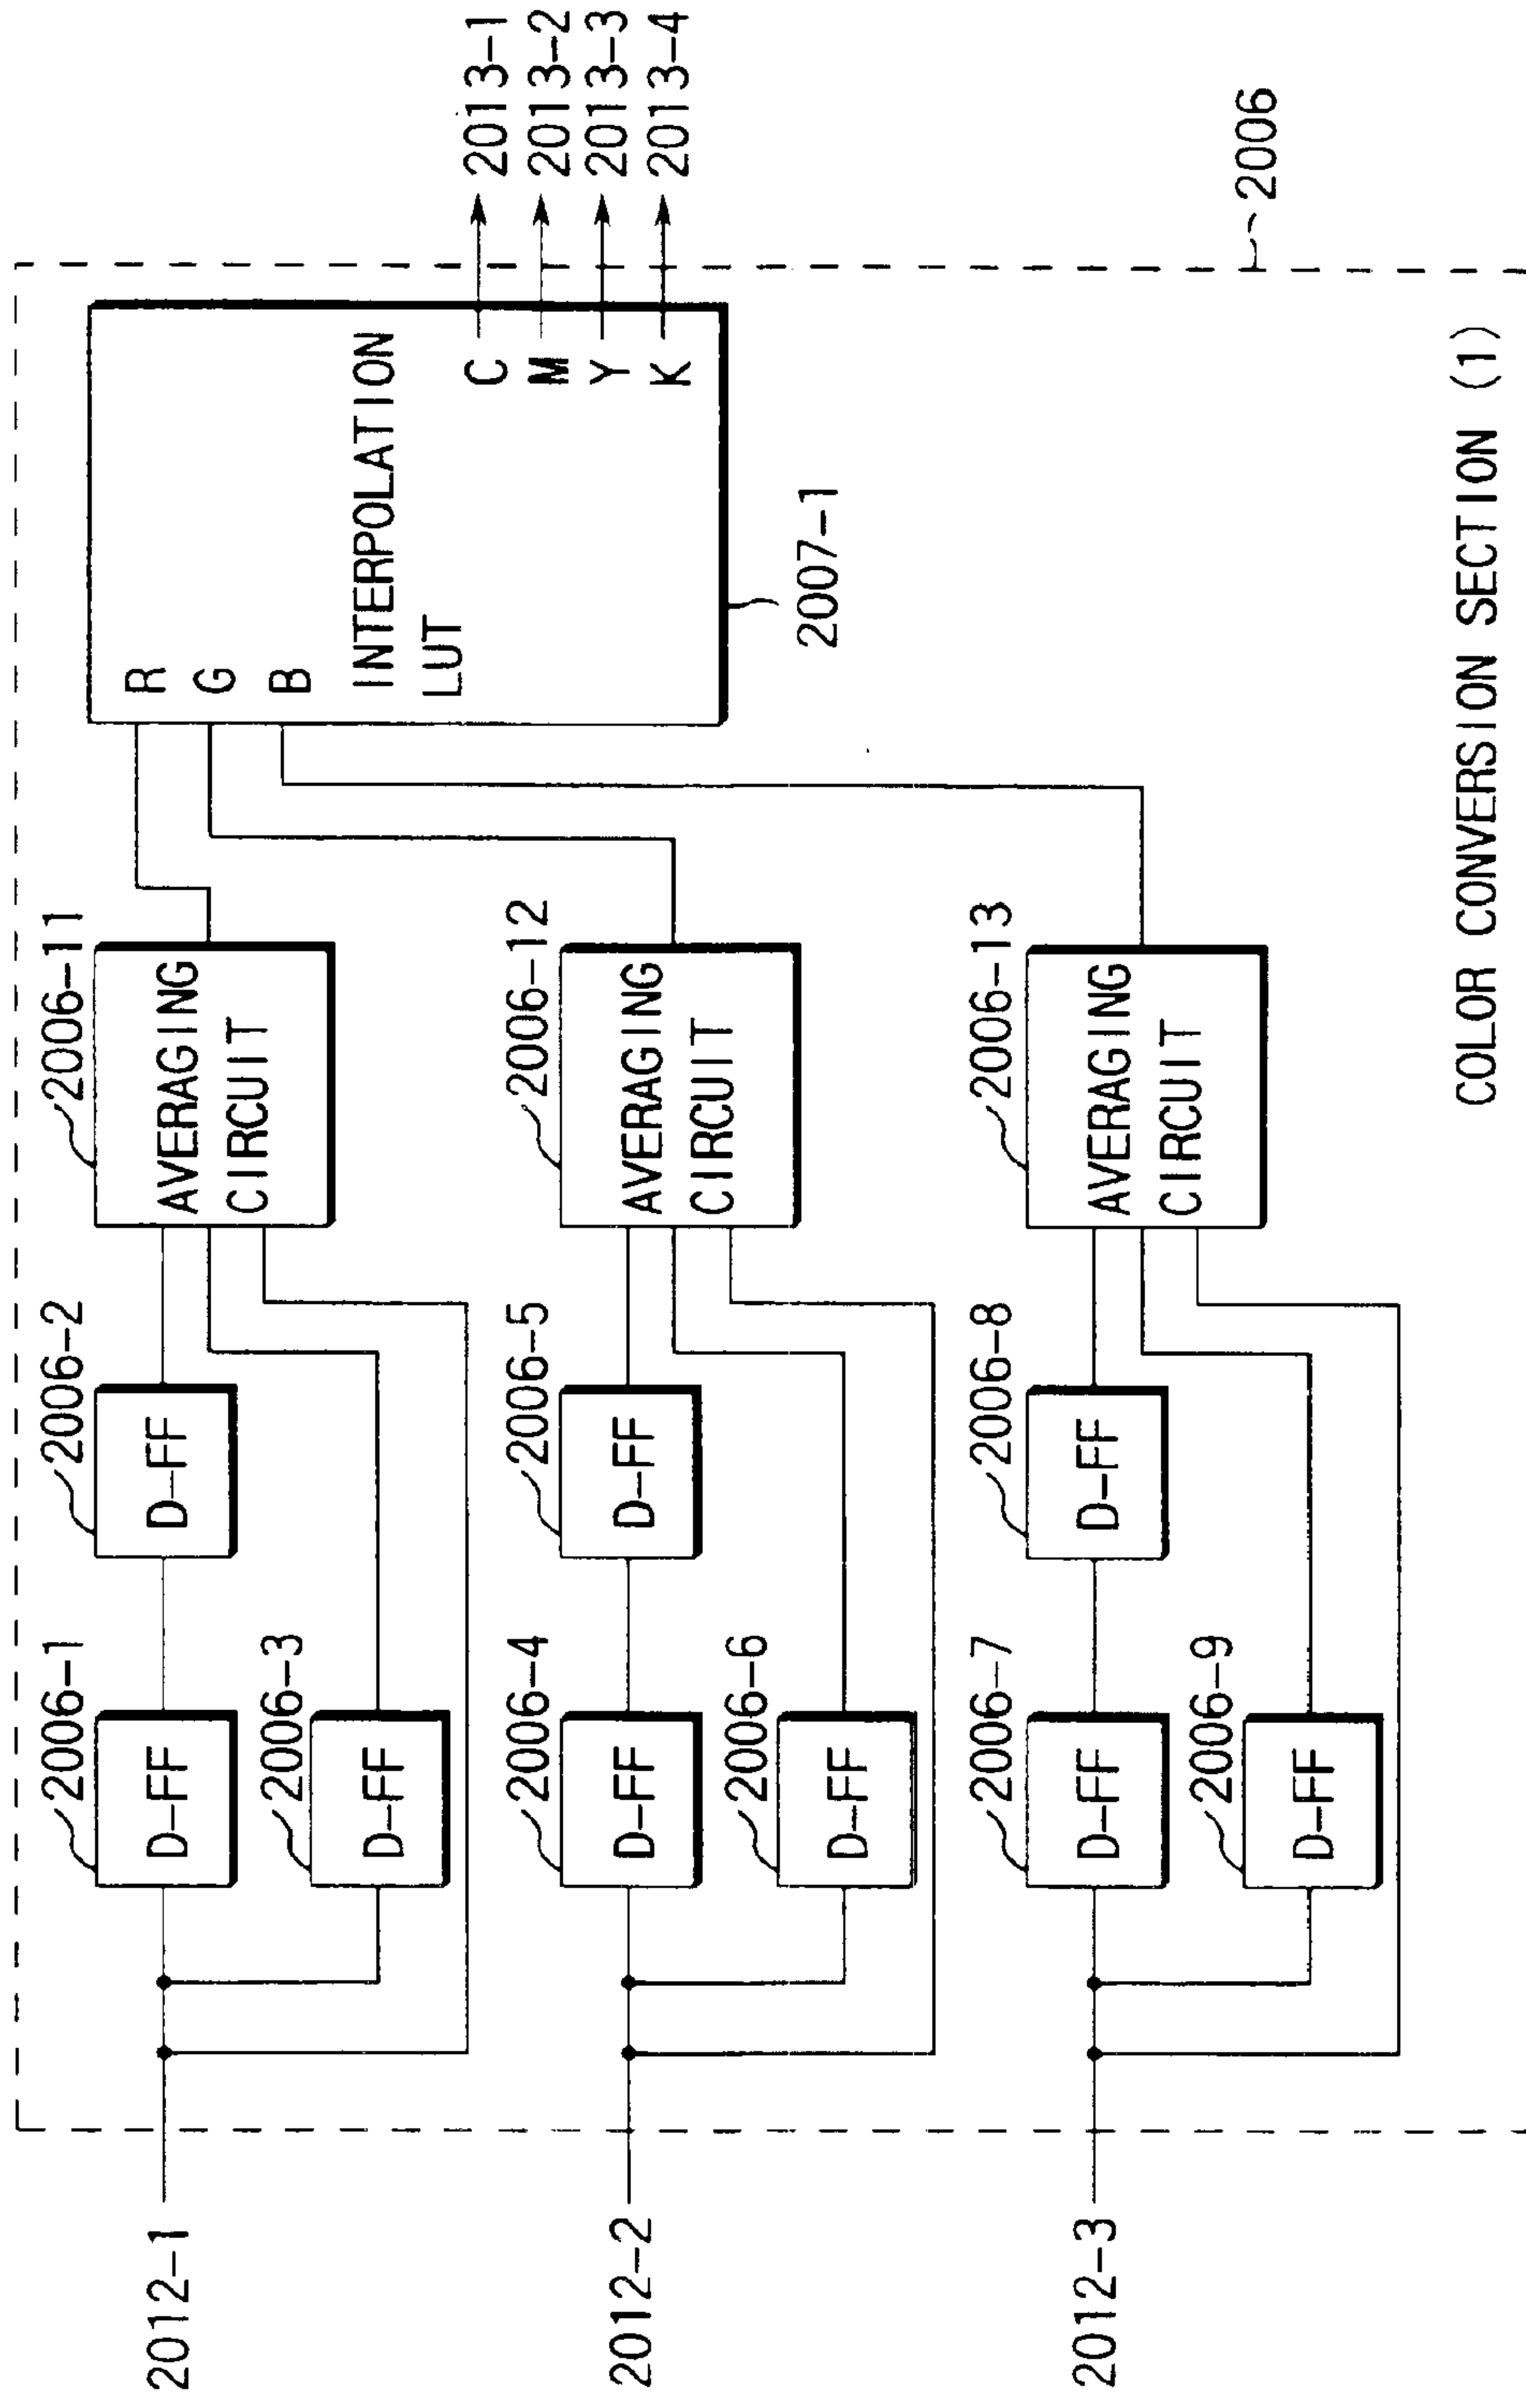 2012-1
2006-1
D-FF
2006-2
D-FF
2006-3
D-FF
2006-11
AVERAGING
CIRCUIT
2012-2
2006-4
D-FF
2006-5
D-FF
2006-6
D-FF
2006-12
AVERAGING
CIRCUIT
2012-3
2006-7
D-FF
2006-8
D-FF
2006-9
D-FF
2006-13
AVERAGING
CIRCUIT
R
G
B
INTERPOLATION
LUT
C
M
Y
K
2007-1
2013-1
2013-2
2013-3
2013-4
2006
COLOR CONVERSION SECTION (1)